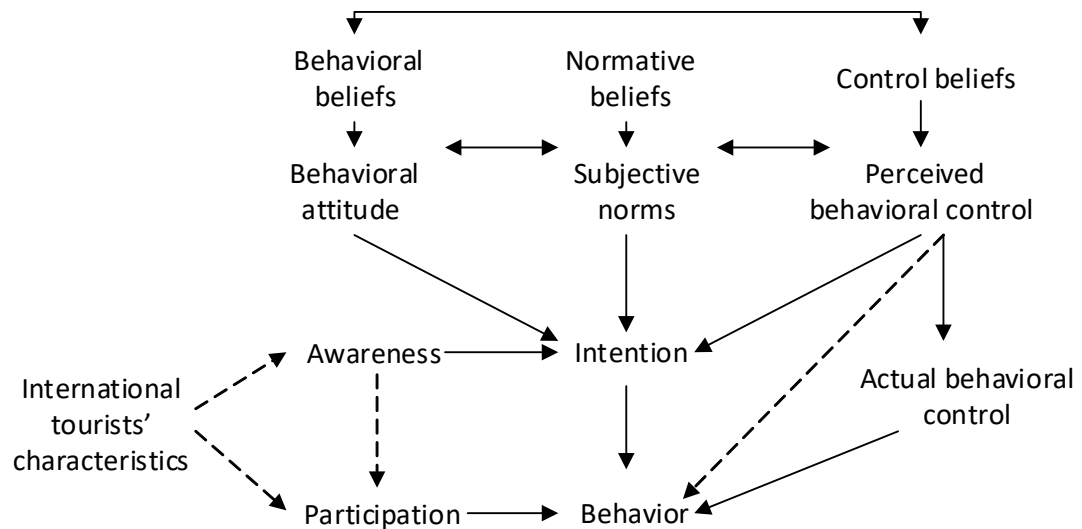 Behavioral
beliefs
Normative
beliefs
Control beliefs
Behavioral
attitude
Subjective
norms
Perceived
behavioral control
Awareness
Intention
International
tourists’
characteristics
Actual behavioral
control
Participation
Behavior